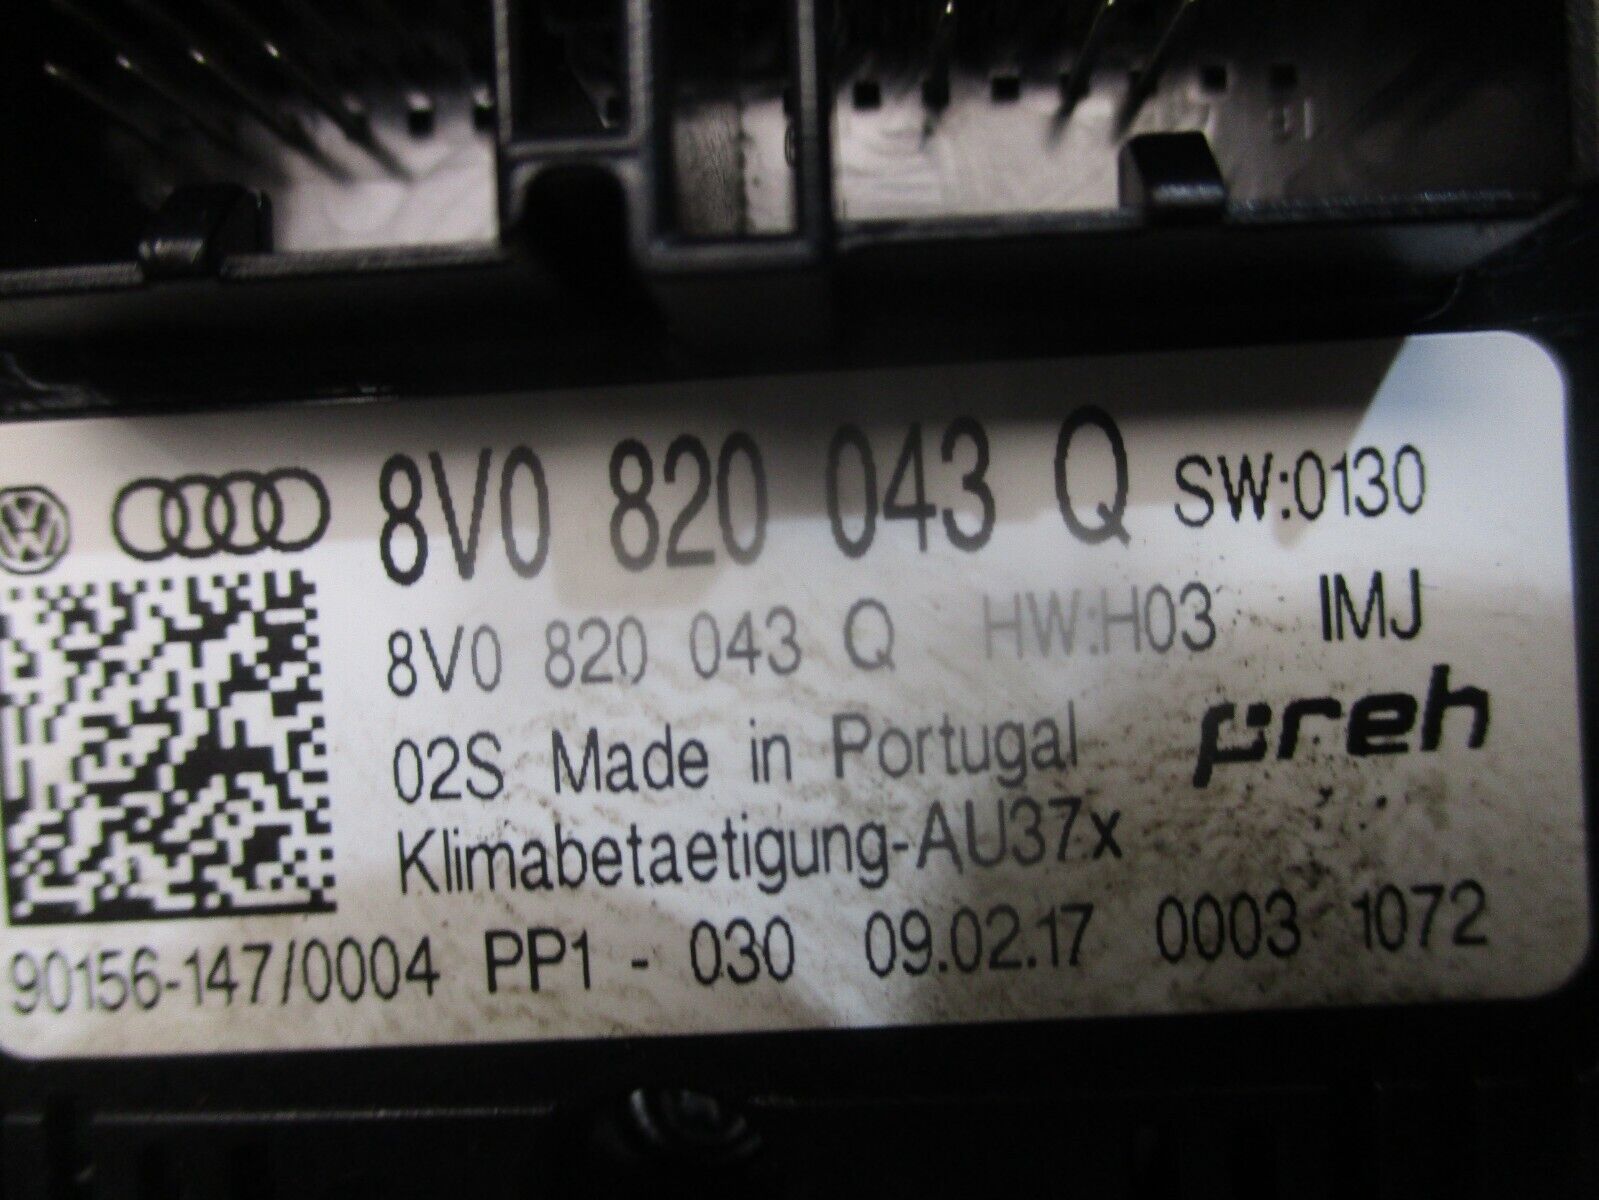 8V0 820 043 Q SW:0130
8V0 820 043 Q HW:H03 IMJ
02S Made in Portugal preh
Klimabetaetigung-AU37x
90156-147/0004 PP1 - 030 09.02.17 0003 1072